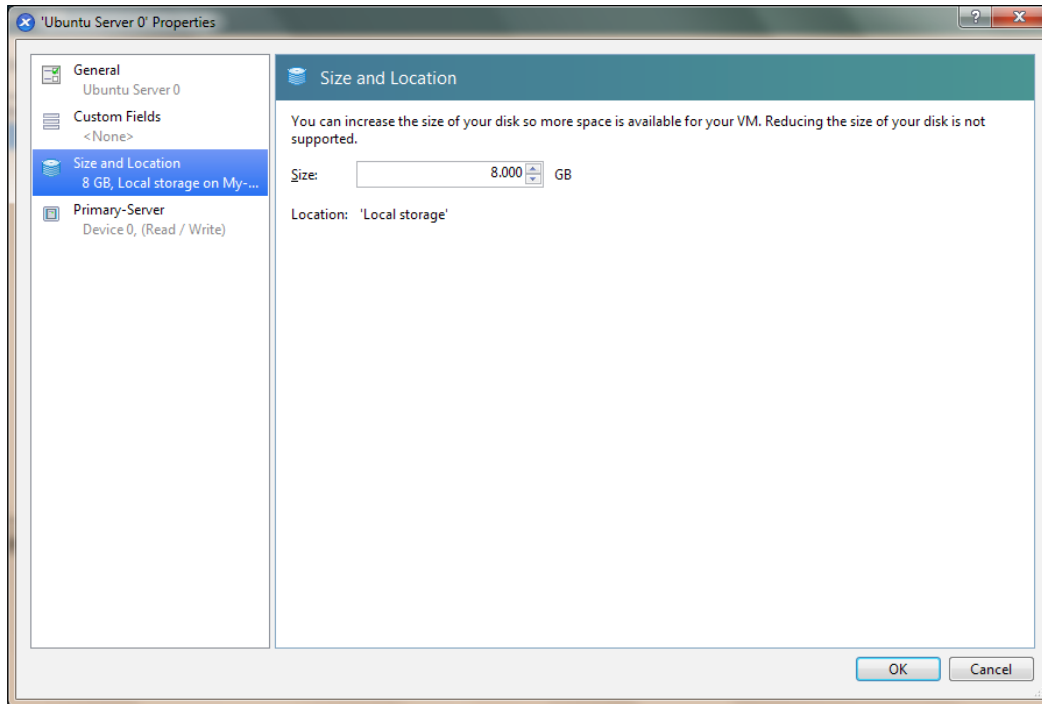 'Ubuntu Server 0' Properties
General
Ubuntu Server 0
Custom Fields
<None>
Size and Location
8 GB, Local storage on My-...
Primary-Server
Device 0, (Read / Write)
Size and Location
You can increase the size of your disk so more space is available for your VM. Reducing the size of your disk is not
supported.
Size: 8.000 GB
Location: 'Local storage'
OK Cancel